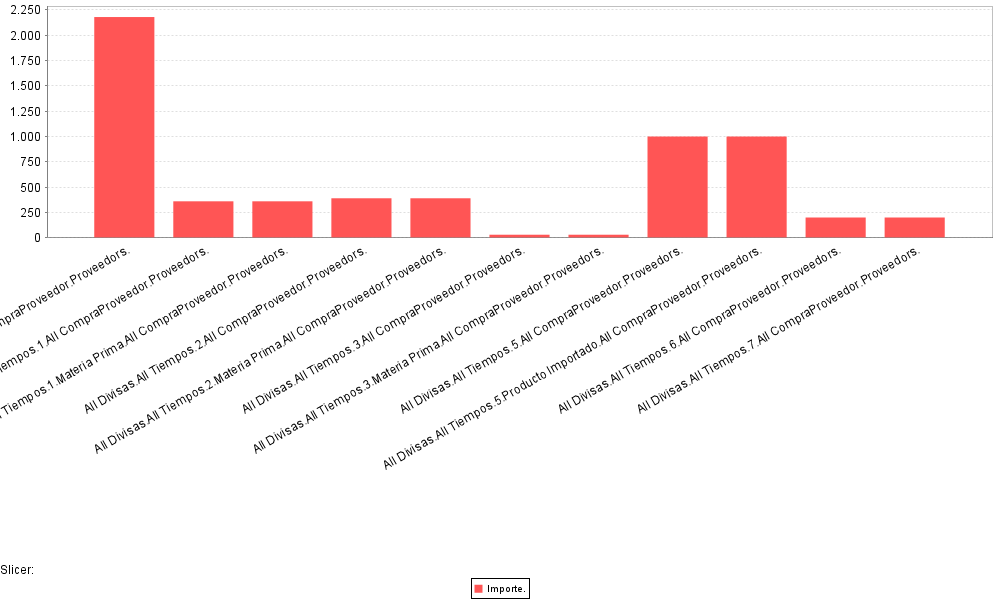 2.250
2.000
1.750
1.500
1.250
1.000
750
500
250
0
CompraProveedor.Proveedors.
Tiempos.1.All CompraProveedor.Proveedors.
Tiempos.1.Materia Prima.All CompraProveedor.Proveedors.
All Divisas.All Tiempos.2.All CompraProveedor.Proveedors.
All Divisas.All Tiempos.2.Materia Prima.All CompraProveedor.Proveedors.
All Divisas.All Tiempos.3.All CompraProveedor.Proveedors.
All Divisas.All Tiempos.3.Materia Prima.All CompraProveedor.Proveedors.
All Divisas.All Tiempos.5.All CompraProveedor.Proveedors.
All Divisas.All Tiempos.5.Producto Importado.All CompraProveedor.Proveedors.
All Divisas.All Tiempos.6.All CompraProveedor.Proveedors.
All Divisas.All Tiempos.7.All CompraProveedor.Proveedors.
Slicer:
Importe.